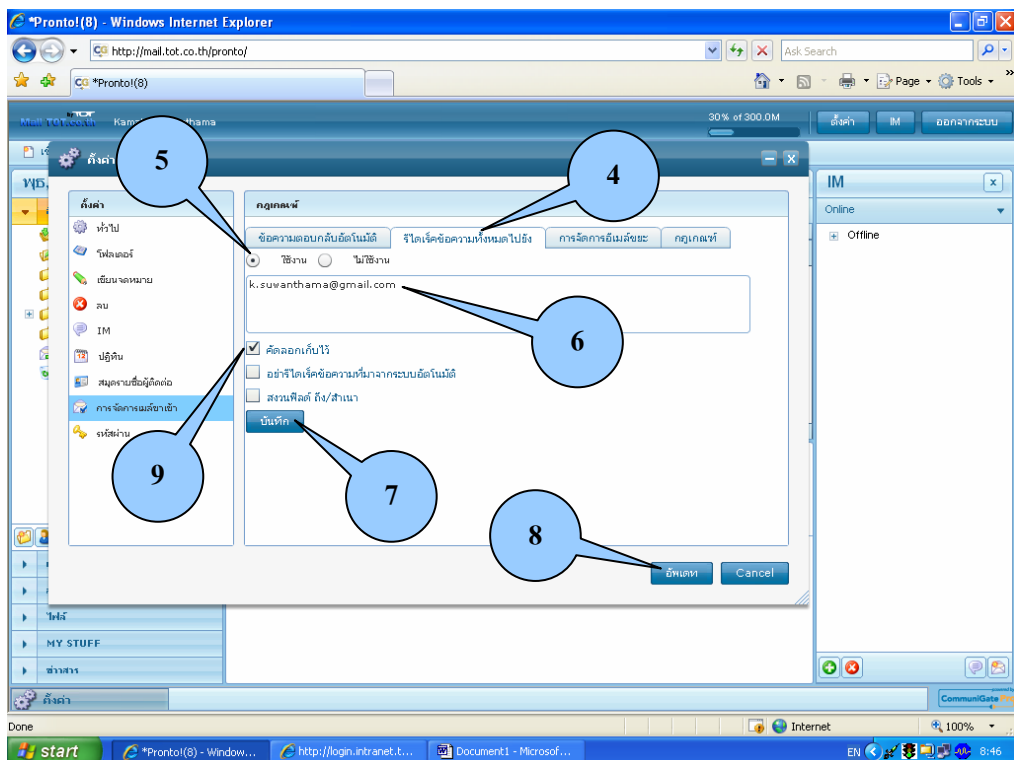 *Pronto!(8) - Windows Internet Explorer
http://mail.tot.co.th/pronto/
Ask Search
*Pronto!(8)
Page
Tools
30% of 300.0M
ตั้งค่า
IM
ออกจากระบบ
5
4
IM
Online
Offline
ตั้งค่า
ทั่วไป
โฟลเดอร์
เขียนจดหมาย
ลบ
IM
ปฏิทิน
สมุดรายชื่อผู้ติดต่อ
การจัดการเมล์ขาเข้า
รหัสผ่าน
กฎเกณฑ์
ข้อความตอบกลับอัตโนมัติ
รีไดเร็คข้อความทั้งหมดไปยัง
การจัดการอีเมล์ขยะ
กฎเกณฑ์
ใช้งาน
ไม่ใช้งาน
k.suwanthama@gmail.com
6
คัดลอกเก็บไว้
อย่ารีไดเร็คข้อความที่มาจากระบบอัตโนมัติ
สงวนฟิลด์ ถึง/สำเนา
บันทึก
9
7
8
อัพเดท
Cancel
ไฟล์
MY STUFF
ข่าวสาร
ตั้งค่า
powered by
CommuniGate
Done
Internet
100%
start
*Pronto!(8) - Window...
http://login.intranet.t...
Document1 - Microsof...
EN
8:46